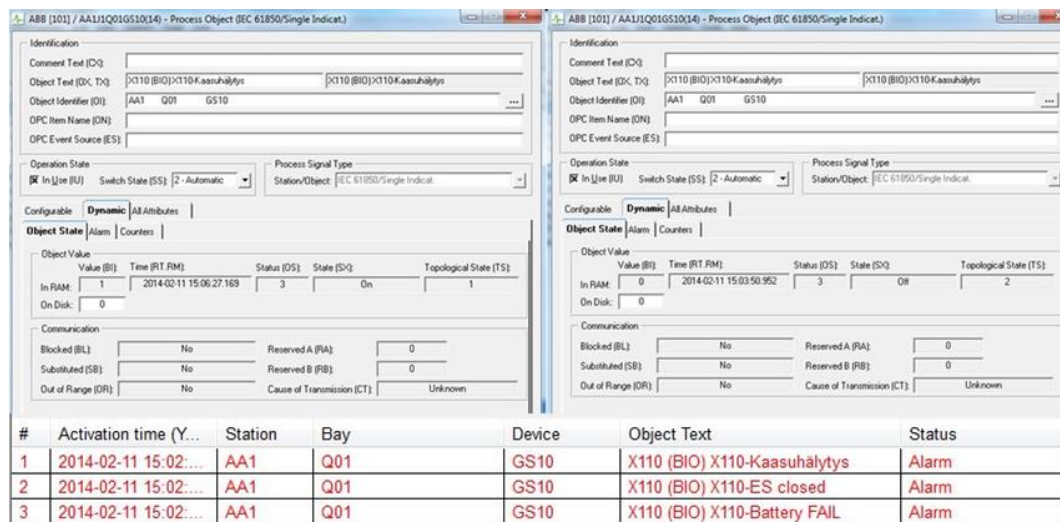 ABB [101] / AA1J1Q01GS10(14) - Process Object (IEC 61850/Single Indicat.)
Identification
Comment Text (CX):
Object Text (OX, TX): X110 (BIO) X110-Kaasuhälytys X110 (BIO) X110-Kaasuhälytys
Object Identifier (OI): AA1 Q01 GS10 ...
OPC Item Name (ON):
OPC Event Source (ES):
Operation State
In Use (IU) Switch State (SS): 2 - Automatic
Process Signal Type
Station/Object: IEC 61850/Single Indicat.
Configurable Dynamic All Attributes
Object State Alarm Counters
Object Value
Value (BI): Time (RT.RM): Status (OS): State (SX): Topological State (TS):
In RAM: 1 2014-02-11 15:06:27.169 3 On 1
On Disk: 0
Communication
Blocked (BL): No Reserved A (RA): 0
Substituted (SB): No Reserved B (RB): 0
Out of Range (OR): No Cause of Transmission (CT): Unknown
ABB [101] / AA1J1Q01GS10(14) - Process Object (IEC 61850/Single Indicat.)
Identification
Comment Text (CX):
Object Text (OX, TX): X110 (BIO) X110-Kaasuhälytys X110 (BIO) X110-Kaasuhälytys
Object Identifier (OI): AA1 Q01 GS10 ...
OPC Item Name (ON):
OPC Event Source (ES):
Operation State
In Use (IU) Switch State (SS): 2 - Automatic
Process Signal Type
Station/Object: IEC 61850/Single Indicat.
Configurable Dynamic All Attributes
Object State Alarm Counters
Object Value
Value (BI): Time (RT.RM): Status (OS): State (SX): Topological State (TS):
In RAM: 0 2014-02-11 15:03:50.952 3 Off 2
On Disk: 0
Communication
Blocked (BL): No Reserved A (RA): 0
Substituted (SB): No Reserved B (RB): 0
Out of Range (OR): No Cause of Transmission (CT): Unknown
# Activation time (Y... Station Bay Device Object Text Status
1 2014-02-11 15:02:... AA1 Q01 GS10 X110 (BIO) X110-Kaasuhälytys Alarm
2 2014-02-11 15:02:... AA1 Q01 GS10 X110 (BIO) X110-ES closed Alarm
3 2014-02-11 15:02:... AA1 Q01 GS10 X110 (BIO) X110-Battery FAIL Alarm